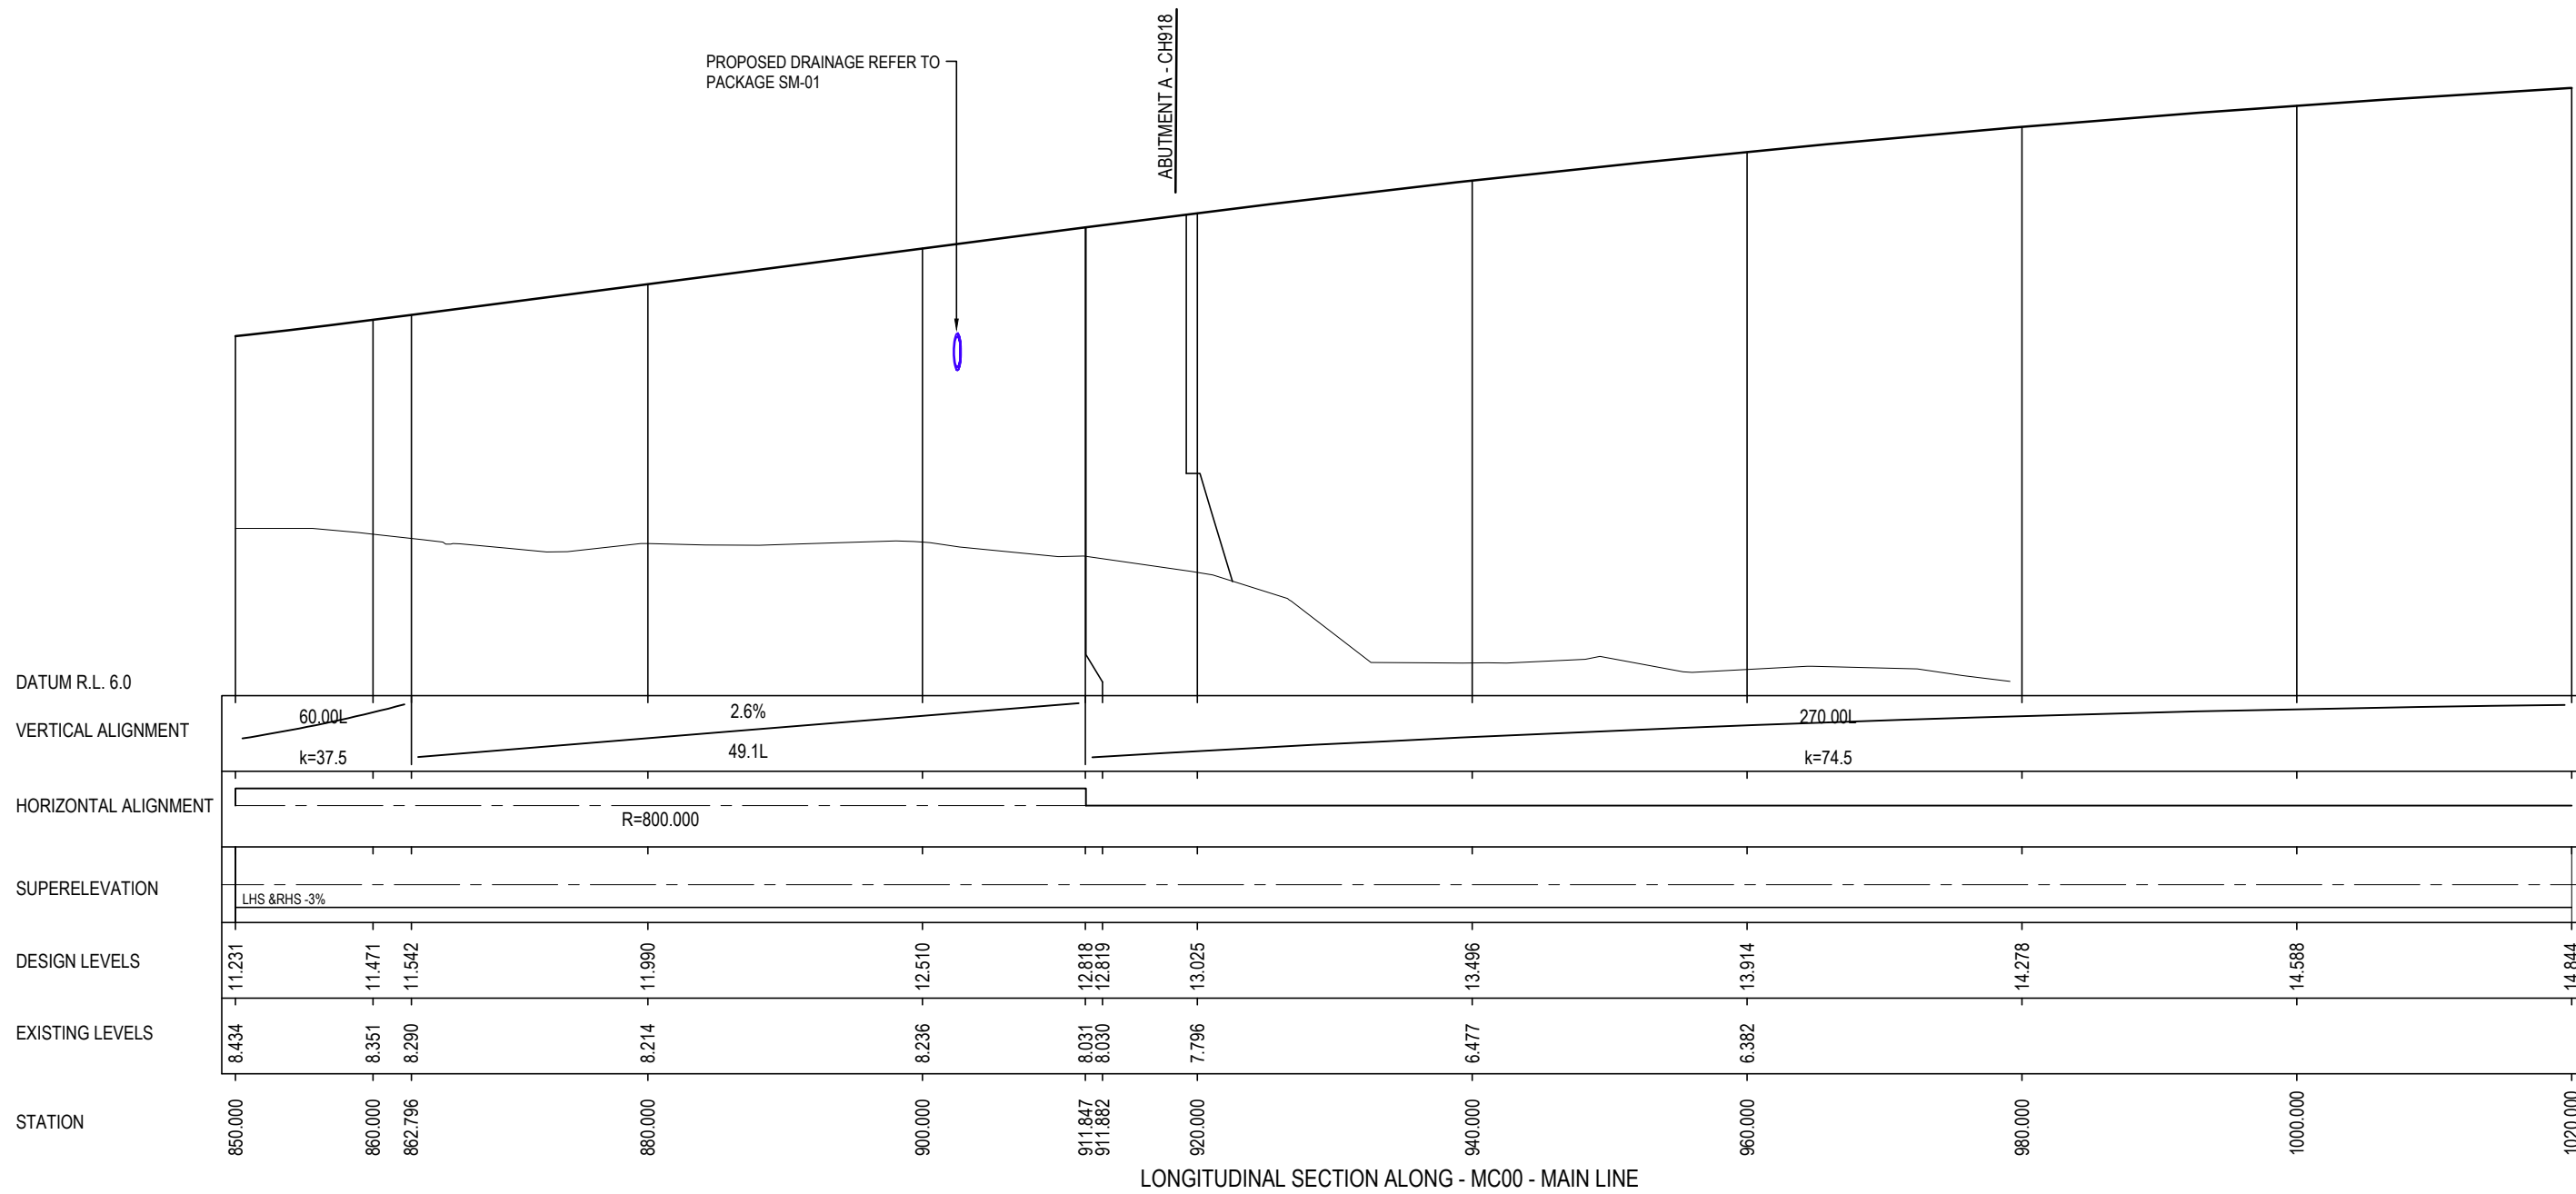 ABUTMENT A - CH918
PROPOSED DRAINAGE REFER TO
PACKAGE SM-01
DATUM R.L. 6.0
VERTICAL ALIGNMENT
60.00L
k=37.5
2.6%
49.1L
270.00L
k=74.5
HORIZONTAL ALIGNMENT
R=800.000
SUPERELEVATION
LHS &RHS -3%
DESIGN LEVELS
11.231
11.471
11.542
11.990
12.510
12.818
12.819
13.025
13.496
13.914
14.278
14.588
14.844
EXISTING LEVELS
8.434
8.351
8.290
8.214
8.236
8.031
8.030
7.796
6.477
6.382
STATION
850.000
860.000
862.796
880.000
900.000
911.847
911.882
920.000
940.000
960.000
980.000
1000.000
1020.000
LONGITUDINAL SECTION ALONG - MC00 - MAIN LINE